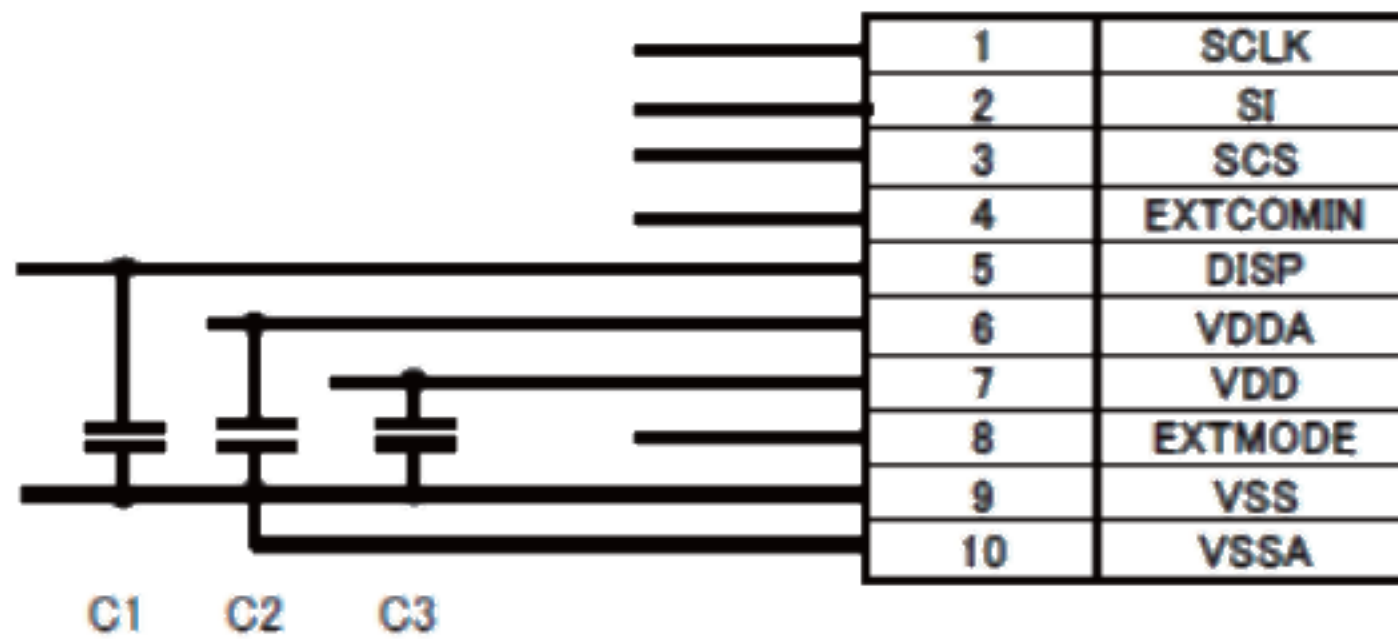 1 SCLK
2 SI
3 SCS
4 EXTCOMIN
5 DISP
6 VDDA
7 VDD
8 EXTMODE
9 VSS
10 VSSA
C1 C2 C3